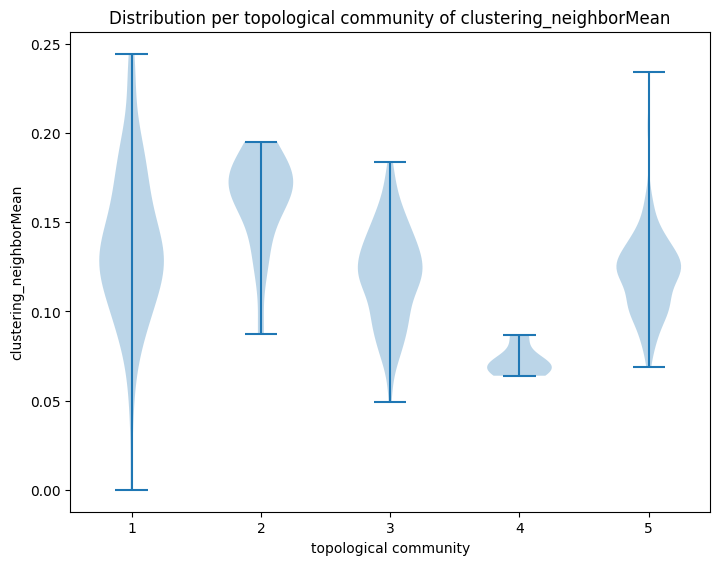 Distribution per topological community of clustering_neighborMean
0.25
0.20
0.15
0.10
0.05
0.00
clustering_neighborMean
1 2 3 4 5
topological community